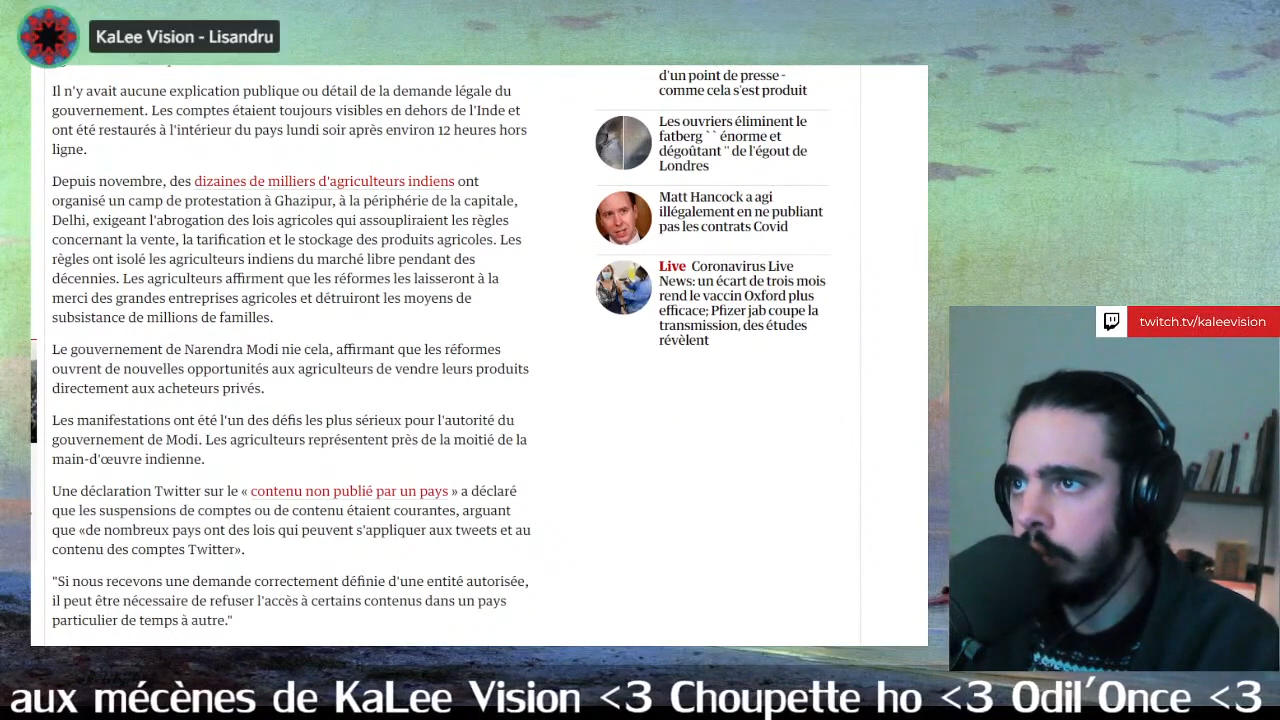 KaLee Vision - Lisandru
Il n'y avait aucune explication publique ou détail de la demande légale du
gouvernement. Les comptes étaient toujours visibles en dehors de l'Inde et
ont été restaurés à l'intérieur du pays lundi soir après environ 12 heures hors
ligne.
Depuis novembre, des dizaines de milliers d'agriculteurs indiens ont
organisé un camp de protestation à Ghazipur, à la périphérie de la capitale,
Delhi, exigeant l'abrogation des lois agricoles qui assoupliraient les règles
concernant la vente, la tarification et le stockage des produits agricoles. Les
règles ont isolé les agriculteurs indiens du marché libre pendant des
décennies. Les agriculteurs affirment que les réformes les laisseront à la
merci des grandes entreprises agricoles et détruiront les moyens de
subsistance de millions de familles.
Le gouvernement de Narendra Modi nie cela, affirmant que les réformes
ouvrent de nouvelles opportunités aux agriculteurs de vendre leurs produits
directement aux acheteurs privés.
Les manifestations ont été l'un des défis les plus sérieux pour l'autorité du
gouvernement de Modi. Les agriculteurs représentent près de la moitié de la
main-d'œuvre indienne.
Une déclaration Twitter sur le « contenu non publié par un pays » a déclaré
que les suspensions de comptes ou de contenu étaient courantes, arguant
que «de nombreux pays ont des lois qui peuvent s'appliquer aux tweets et au
contenu des comptes Twitter».
"Si nous recevons une demande correctement définie d'une entité autorisée,
il peut être nécessaire de refuser l'accès à certains contenus dans un pays
particulier de temps à autre."
d'un point de presse -
comme cela s'est produit
Les ouvriers éliminent le
fatberg `` énorme et
dégoûtant '' de l'égout de
Londres
Matt Hancock a agi
illégalement en ne publiant
pas les contrats Covid
Live Coronavirus Live
News: un écart de trois mois
rend le vaccin Oxford plus
efficace; Pfizer jab coupe la
transmission, des études
révèlent
twitch.tv/kaleevision
aux mécènes de KaLee Vision <3 Choupette ho <3 Odil'Once <3